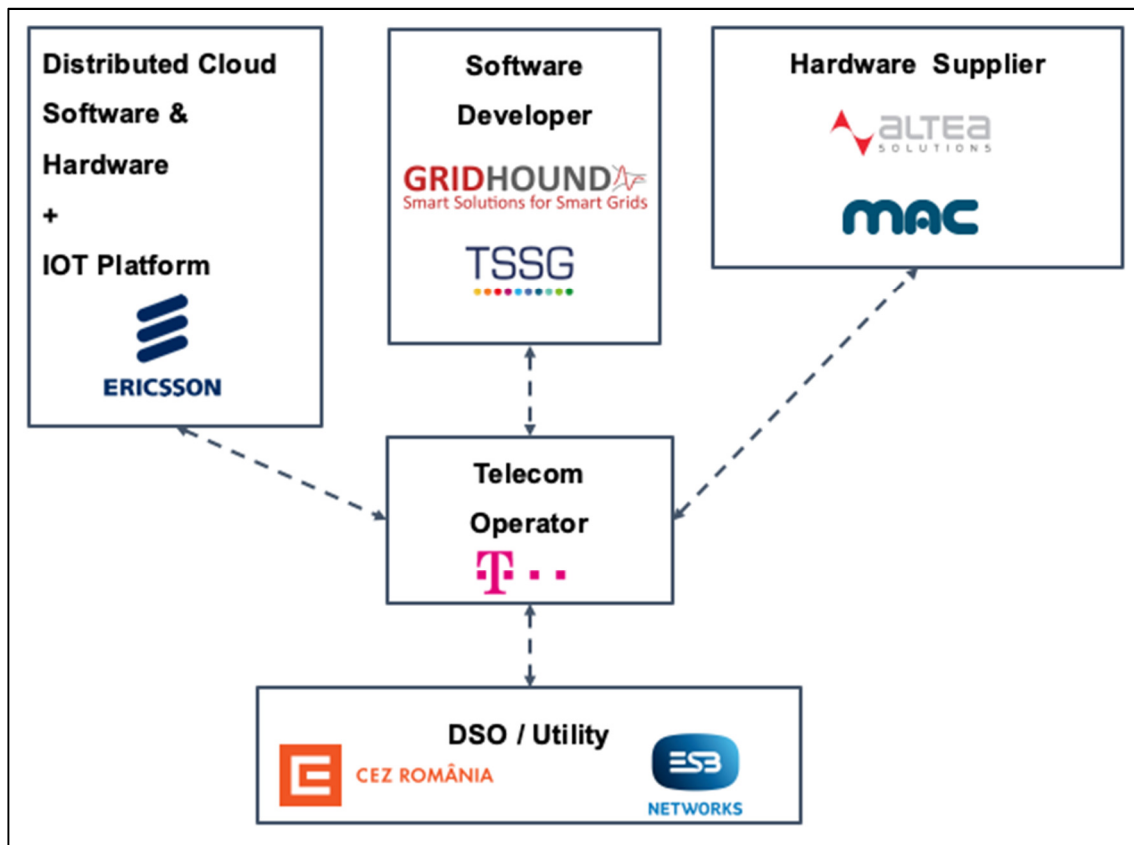 Distributed Cloud
Software &
Hardware
+
IOT Platform
ERICSSON
Software
Developer
GRIDHOUND
Smart Solutions for Smart Grids
TSSG
Hardware Supplier
ALTEA
SOLUTIONS
mac
Telecom
Operator
T
DSO / Utility
CEZ ROMÂNIA
ESB
NETWORKS